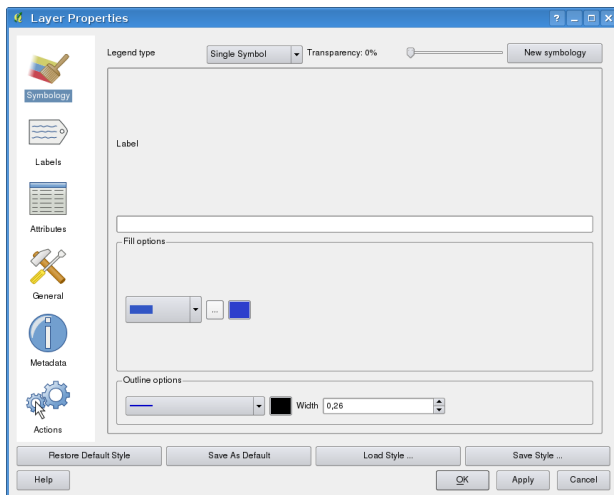 Layer Properties
Legend type Single Symbol Transparency: 0% New symbology
Symbology
Label
Labels
Attributes
Fill options
...
General
Metadata
Outline options
Width 0,26
Actions
Restore Default Style Save As Default Load Style ... Save Style ...
Help OK Apply Cancel